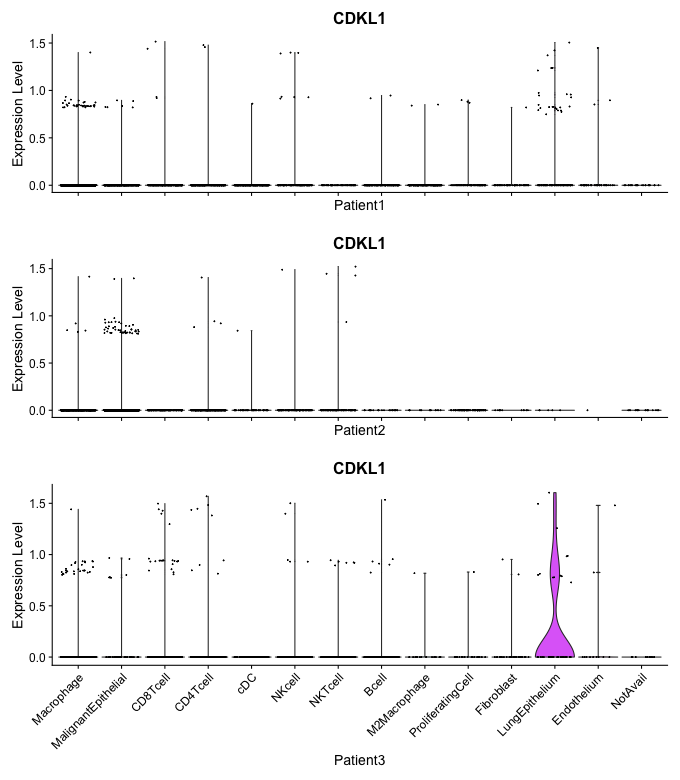 CDKL1
Expression Level
1.5
1.0
0.5
0.0
Patient1
CDKL1
Expression Level
1.5
1.0
0.5
0.0
Patient2
CDKL1
Expression Level
1.5
1.0
0.5
0.0
Macrophage
MalignantEpithelial
CD8Tcell
CD4Tcell
cDC
NKcell
NKTcell
Bcell
M2Macrophage
ProliferatingCell
Fibroblast
LungEpithelium
Endothelium
NotAvail
Patient3